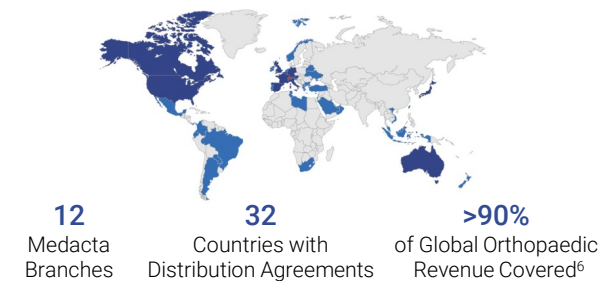 12
Medacta
Branches
32
Countries with
Distribution Agreements
>90%
of Global Orthopaedic
Revenue Covered⁶